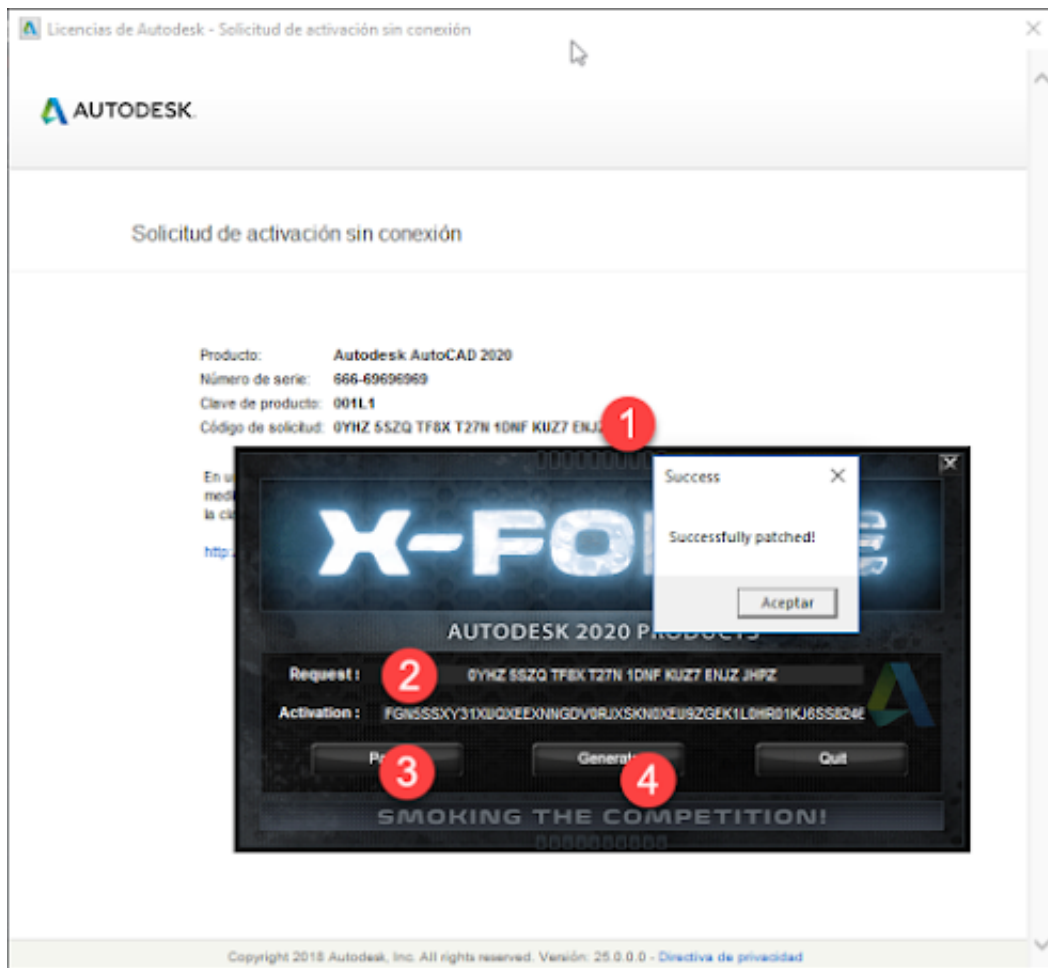 Licencias de Autodesk - Solicitud de activación sin conexión
AUTODESK.
Solicitud de activación sin conexión
Producto: Autodesk AutoCAD 2020
Número de serie: 666-69696969
Clave de producto: 001L1
Código de solicitud: 0YHZ 5SZQ TF8X T27N 1DNF KUZ7
1
En
la
http:
Success
Successfully patched!
Aceptar
AUTODESK 2020
Request : 2 0YHZ 5SZQ TF8X T27N 1DNF KUZ7 ENJZ JHPZ
Activation :
3
4
Quit
SMOKING THE COMPETITION!
Copyright 2018 Autodesk, Inc. All rights reserved. Versión: 25.0.0.0 - Directiva de privacidad